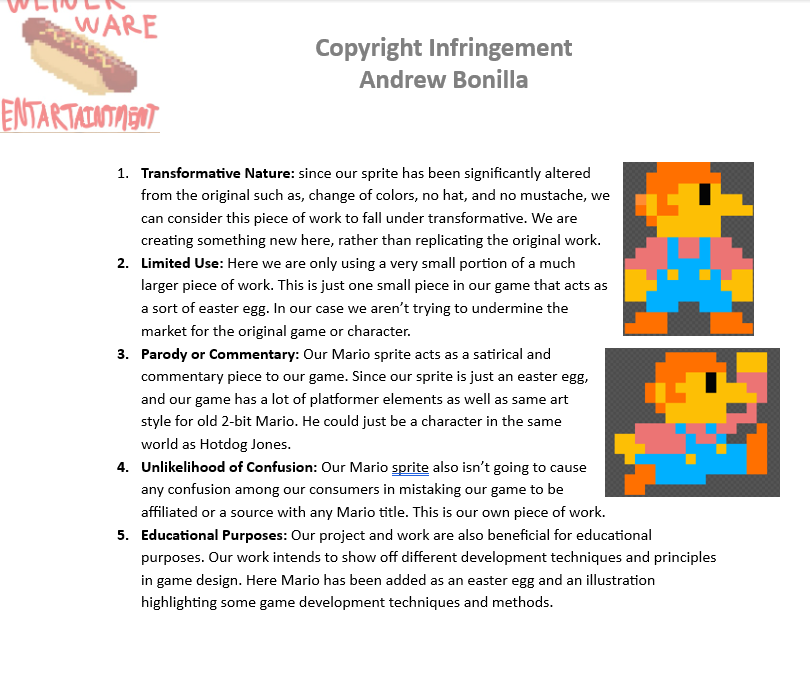 WEINER
WARE
ENTARTAINTMENT
Copyright Infringement
Andrew Bonilla
1. Transformative Nature: since our sprite has been significantly altered
from the original such as, change of colors, no hat, and no mustache, we
can consider this piece of work to fall under transformative. We are
creating something new here, rather than replicating the original work.
2. Limited Use: Here we are only using a very small portion of a much
larger piece of work. This is just one small piece in our game that acts as
a sort of easter egg. In our case we aren’t trying to undermine the
market for the original game or character.
3. Parody or Commentary: Our Mario sprite acts as a satirical and
commentary piece to our game. Since our sprite is just an easter egg,
and our game has a lot of platformer elements as well as same art
style for old 2-bit Mario. He could just be a character in the same
world as Hotdog Jones.
4. Unlikelihood of Confusion: Our Mario sprite also isn’t going to cause
any confusion among our consumers in mistaking our game to be
affiliated or a source with any Mario title. This is our own piece of work.
5. Educational Purposes: Our project and work are also beneficial for educational
purposes. Our work intends to show off different development techniques and principles
in game design. Here Mario has been added as an easter egg and an illustration
highlighting some game development techniques and methods.